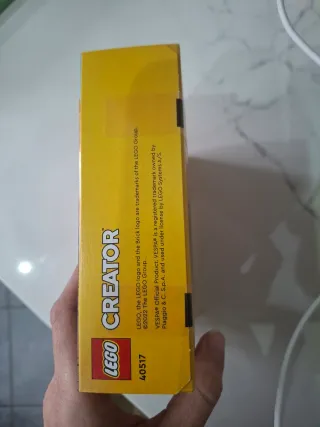 LEGO
CREATOR
40517
LEGO, the LEGO logo and the Brick logo are trademarks of the LEGO Group.
©2022 The LEGO Group.
VESPA® Official Product. VESPA® is a registered trademark owned by
Piaggio & C. S.p.A. and used under license by LEGO Systems A/S.